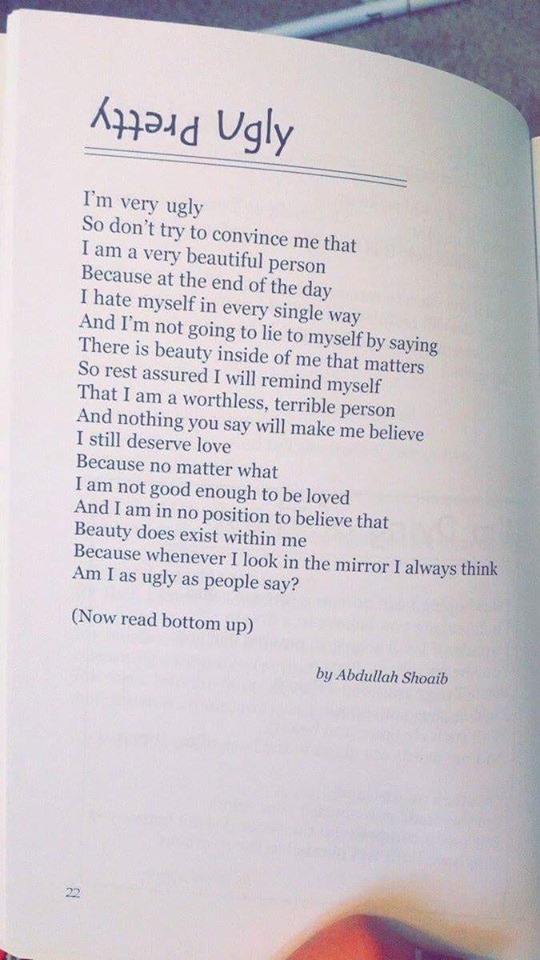 Pretty Ugly
I'm very ugly
So don't try to convince me that
I am a very beautiful person
Because at the end of the day
I hate myself in every single way
And I'm not going to lie to myself by saying
There is beauty inside of me that matters
So rest assured I will remind myself
That I am a worthless, terrible person
And nothing you say will make me believe
I still deserve love
Because no matter what
I am not good enough to be loved
And I am in no position to believe that
Beauty does exist within me
Because whenever I look in the mirror I always think
Am I as ugly as people say?
(Now read bottom up)
by Abdullah Shoaib
22